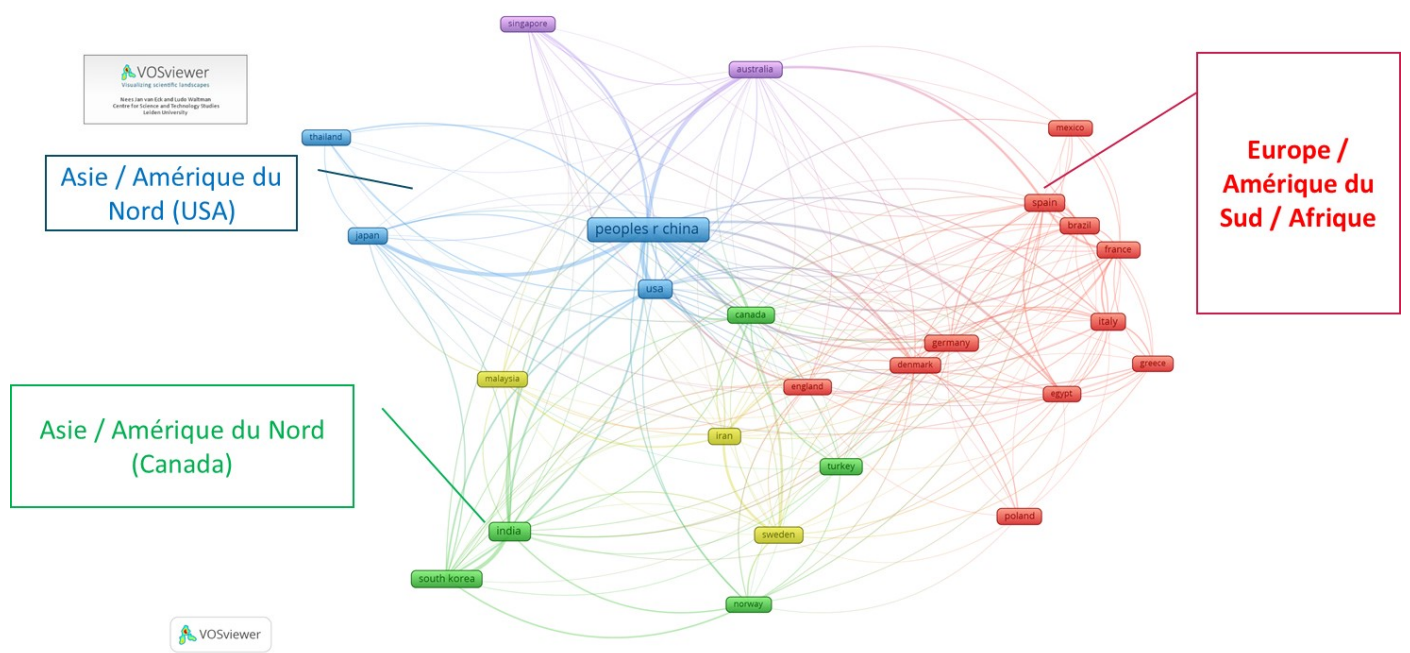 singapore
VOSviewer
Visualizing scientific landscapes
Nees Jan van Eck and Ludo Waltman
Centre for Science and Technology Studies
Leiden University
australia
thailand
mexico
Europe /
Amérique du
Sud / Afrique
Asie / Amérique du
Nord (USA)
spain
brazil
japan
peoples r china
france
usa
canada
italy
germany
denmark
greece
malaysia
england
egypt
Asie / Amérique du Nord
(Canada)
iran
turkey
poland
india
sweden
south korea
norway
VOSviewer